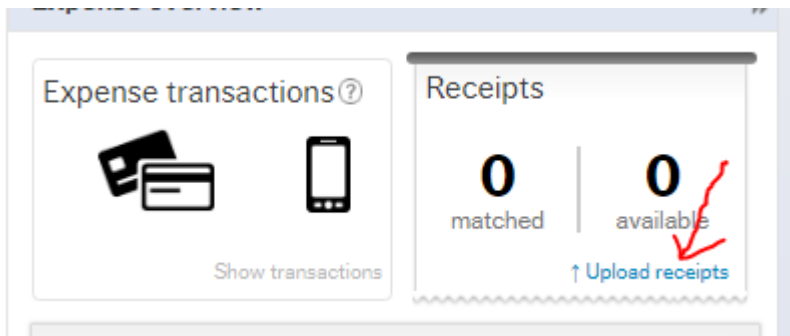 Expense overview
Expense transactions ?
Show transactions
Receipts
0
matched
0
available
↑ Upload receipts